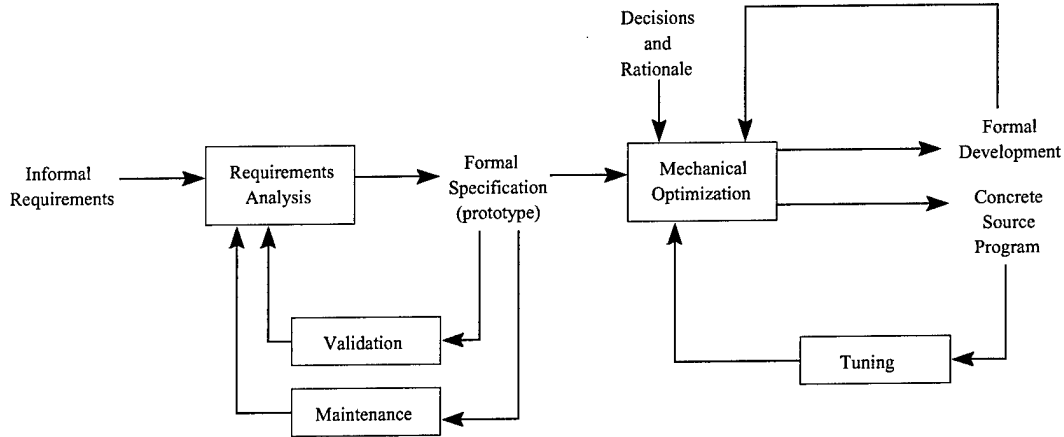 Decisions
and
Rationale
Informal
Requirements
Requirements
Analysis
Formal
Specification
(prototype)
Mechanical
Optimization
Formal
Development
Concrete
Source
Program
Validation
Maintenance
Tuning